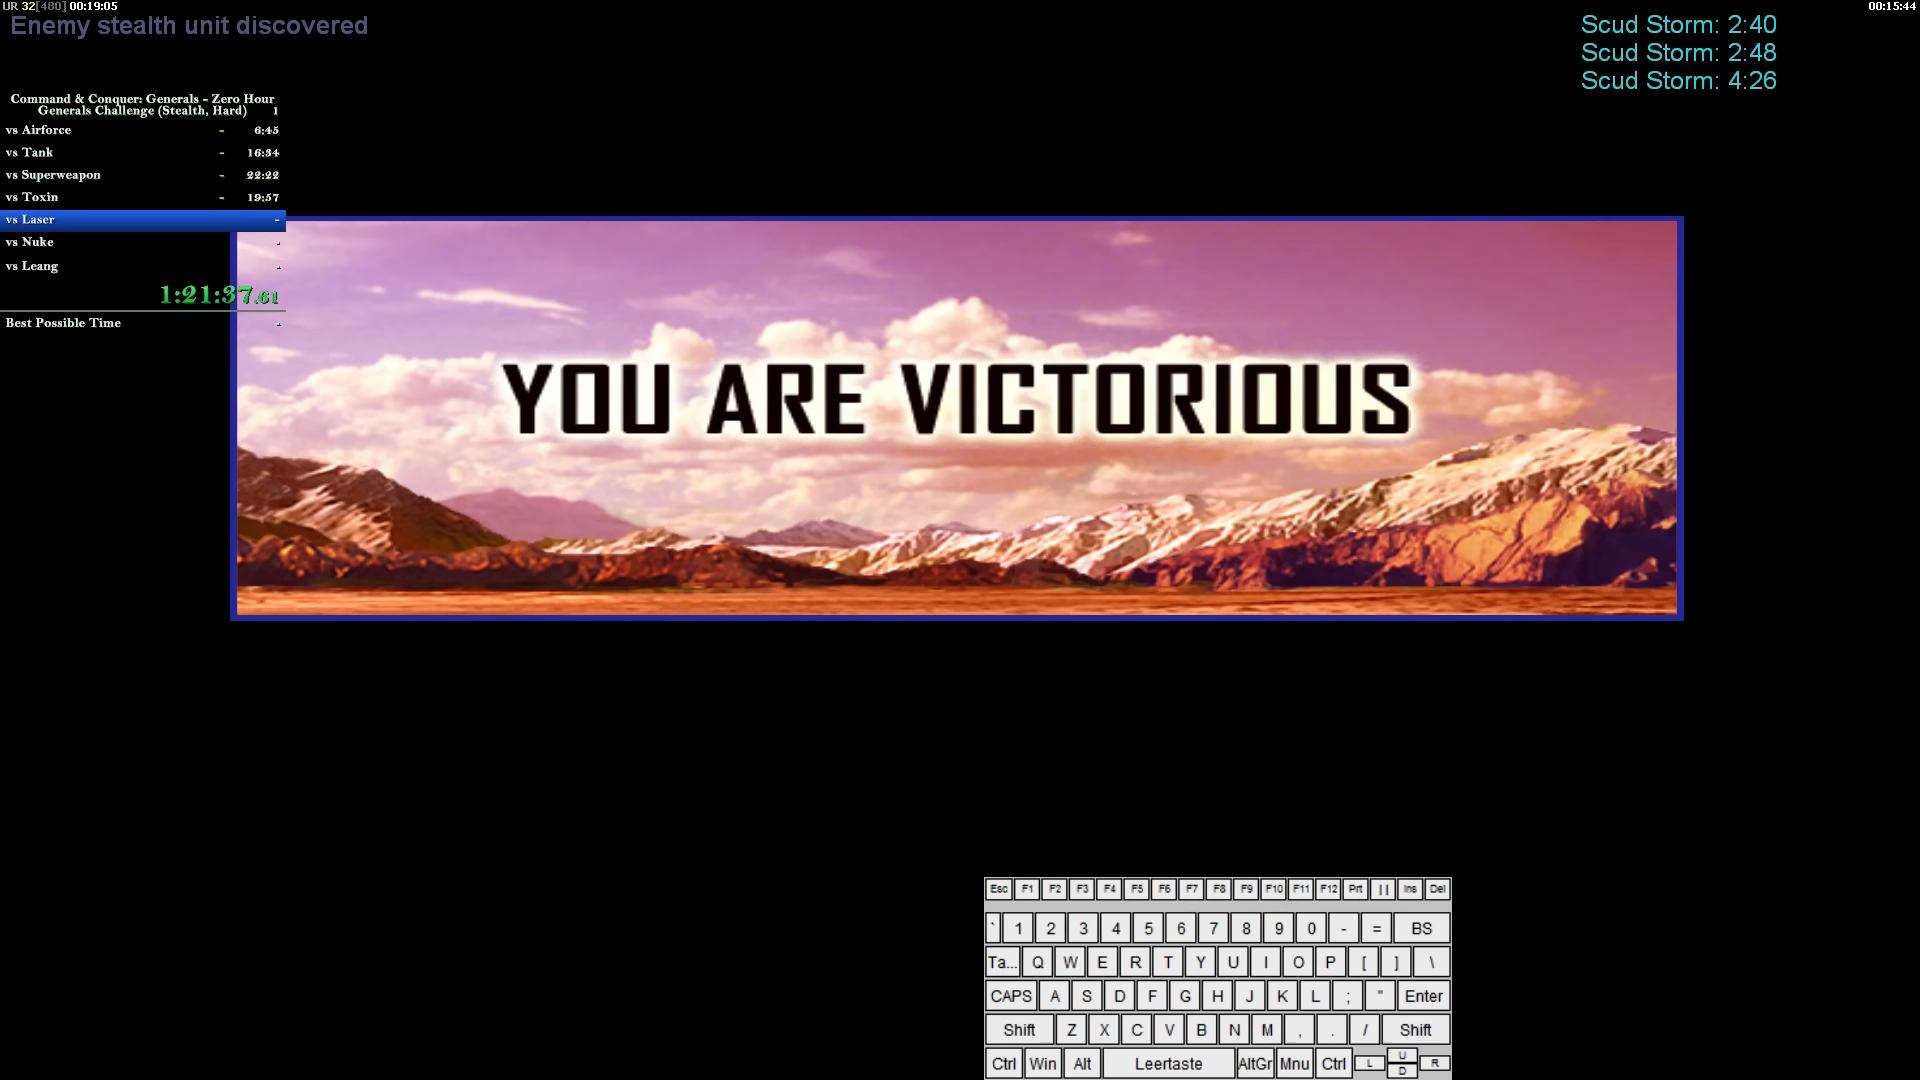 UR 32[480] 00:19:05
00:15:44
Enemy stealth unit discovered
Scud Storm: 2:40
Scud Storm: 2:48
Scud Storm: 4:26
Command & Conquer: Generals - Zero Hour
Generals Challenge (Stealth, Hard) 1
vs Airforce - 6:45
vs Tank - 16:34
vs Superweapon - 22:22
vs Toxin - 19:57
vs Laser -
vs Nuke -
vs Leang -
1:21:37.61
Best Possible Time -
YOU ARE VICTORIOUS
Esc F1 F2 F3 F4 F5 F6 F7 F8 F9 F10 F11 F12 Prt || Ins Del
` 1 2 3 4 5 6 7 8 9 0 - = BS
Ta... Q W E R T Y U I O P [ ] \
CAPS A S D F G H J K L ; " Enter
Shift Z X C V B N M , . / Shift
Ctrl Win Alt Leertaste AltGr Mnu Ctrl L U D R